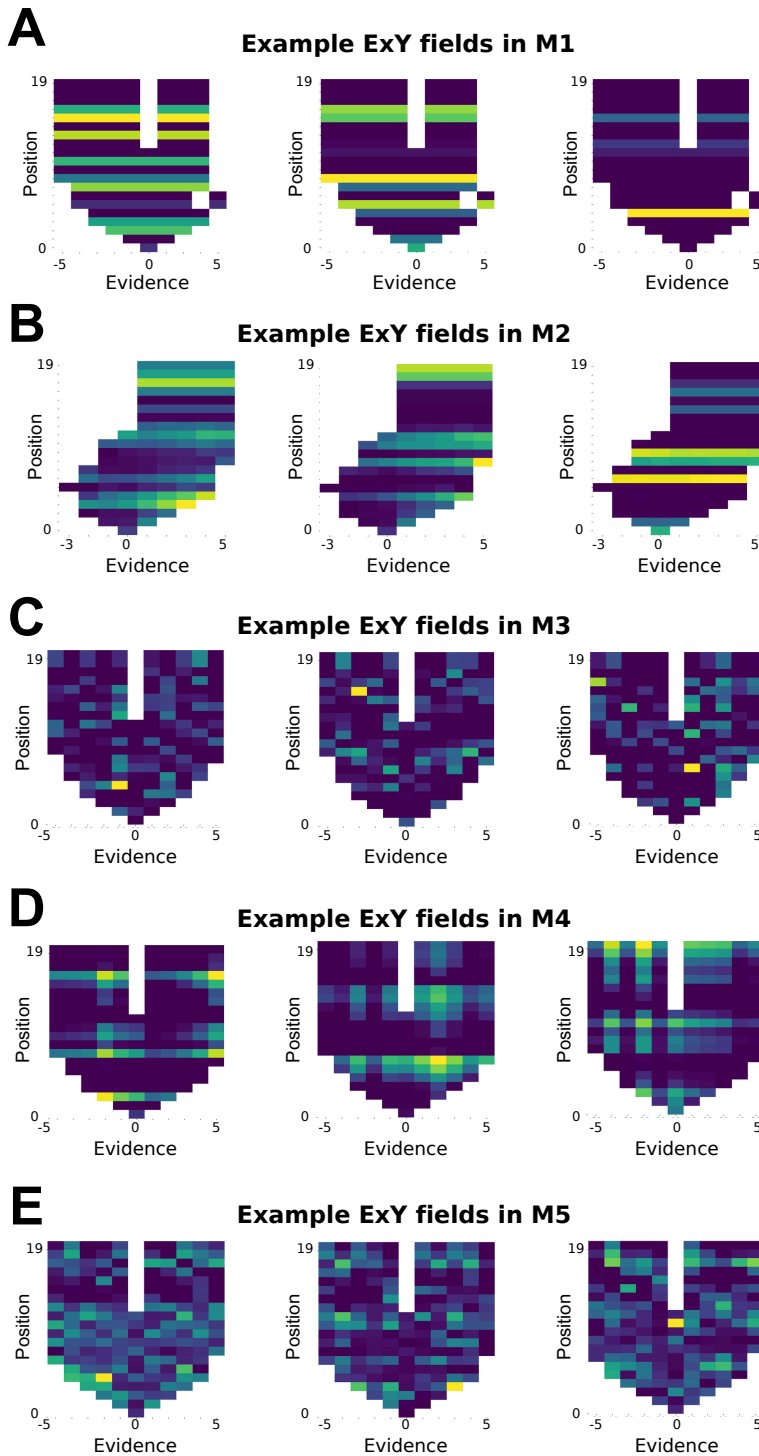 A
Example ExY fields in M1
19
Position
0
-5 0 5
Evidence
19
Position
0
-5 0 5
Evidence
19
Position
0
-5 0 5
Evidence
B
Example ExY fields in M2
19
Position
0
-3 0 5
Evidence
19
Position
0
-3 0 5
Evidence
19
Position
0
-3 0 5
Evidence
C
Example ExY fields in M3
19
Position
0
-5 0 5
Evidence
19
Position
0
-5 0 5
Evidence
19
Position
0
-5 0 5
Evidence
D
Example ExY fields in M4
19
Position
0
-5 0 5
Evidence
19
Position
0
-5 0 5
Evidence
19
Position
0
-5 0 5
Evidence
E
Example ExY fields in M5
19
Position
0
-5 0 5
Evidence
19
Position
0
-5 0 5
Evidence
19
Position
0
-5 0 5
Evidence